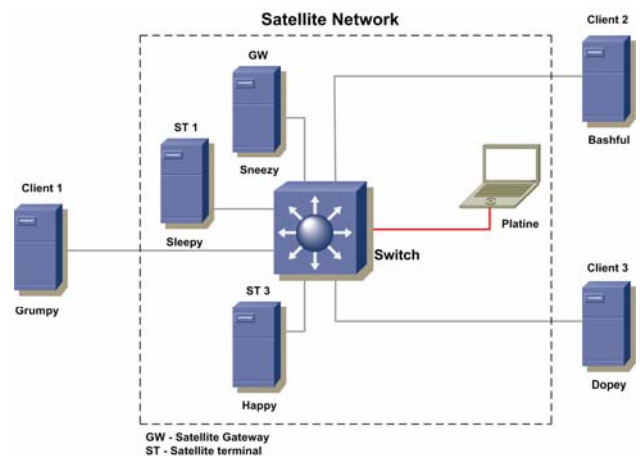 Satellite Network
Client 2
GW
Sneezy
Bashful
ST 1
Sleepy
Client 1
Grumpy
Platine
Switch
Client 3
ST 3
Happy
Dopey
GW - Satellite Gateway
ST - Satellite terminal